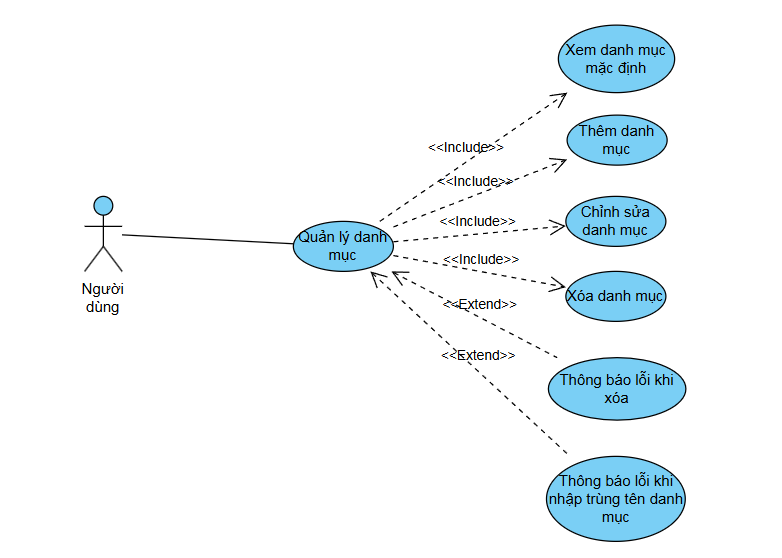 Xem danh mục
mặc định
<<Include>>
Thêm danh
mục
<<Include>>
Chỉnh sửa
danh mục
<<Include>>
Quản lý danh
mục
<<Include>>
Xóa danh mục
Người
dùng
<<Extend>>
<<Extend>>
Thông báo lỗi khi
xóa
Thông báo lỗi khi
nhập trùng tên danh
mục